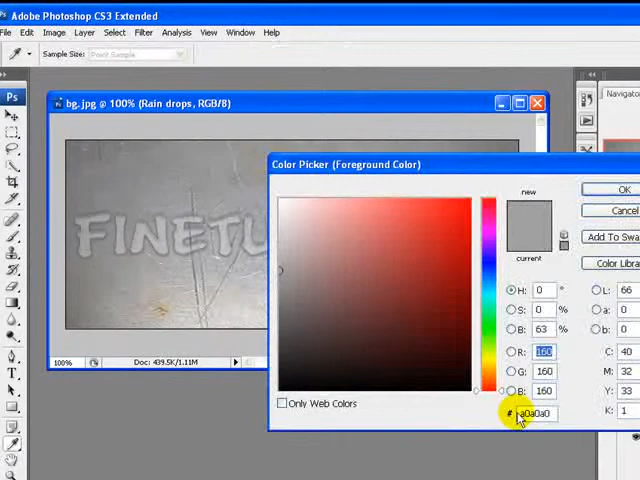 Adobe Photoshop CS3 Extended
File Edit Image Layer Select Filter Analysis View Window Help
Sample Size: Point Sample
Ps
bg.jpg @ 100% (Rain drops, RGB/8)
Navigator
FINETU
100% Doc: 439.5K/1.11M
Color Picker (Foreground Color)
new
current
OK
Cancel
Add To Swa
Color Libra
H: 0 °
S: 0 %
B: 63 %
R: 160
G: 160
B: 160
# a0a0a0
L: 66
a: 0
b: 0
C: 40
M: 32
Y: 33
K: 1
Only Web Colors